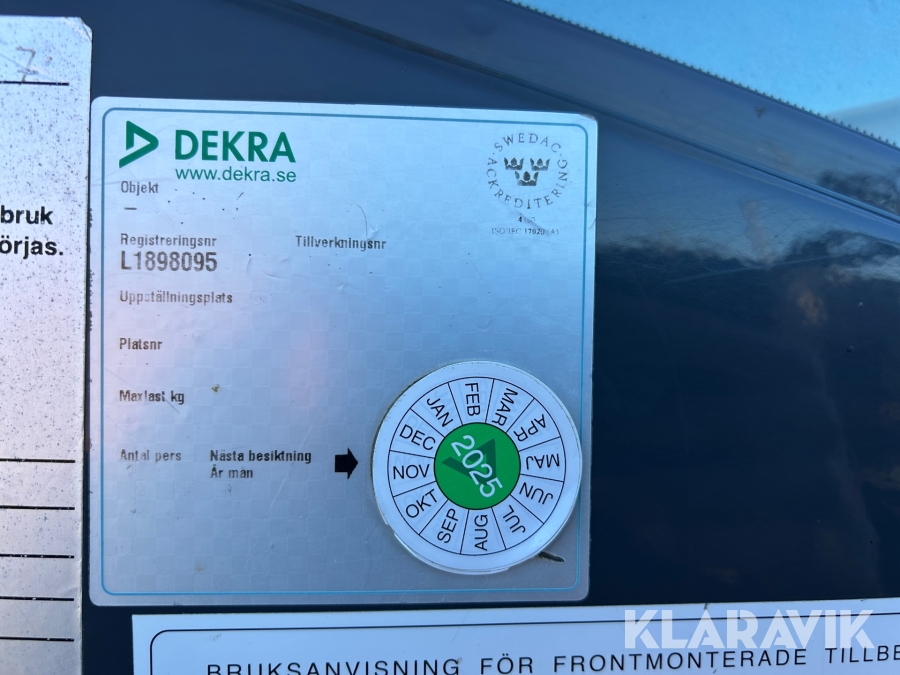 7
bruk
örjas.
DEKRA
www.dekra.se
SWEDAC
ACKREDITERING
ISO/IEC 17020 (A)
Objekt
–
Registreringsnr
Tillverkningsnr
L1898095
Uppställningsplats
Platsnr
Maxlast kg
Antal pers
Nästa besiktning
År mån
JAN
FEB
MAR
APR
MAJ
JUN
JUL
AUG
SEP
OKT
NOV
DEC
2025
BRUKSANVISNING FÖR FRONTMONTERADE TILLBE
KLARAVIK